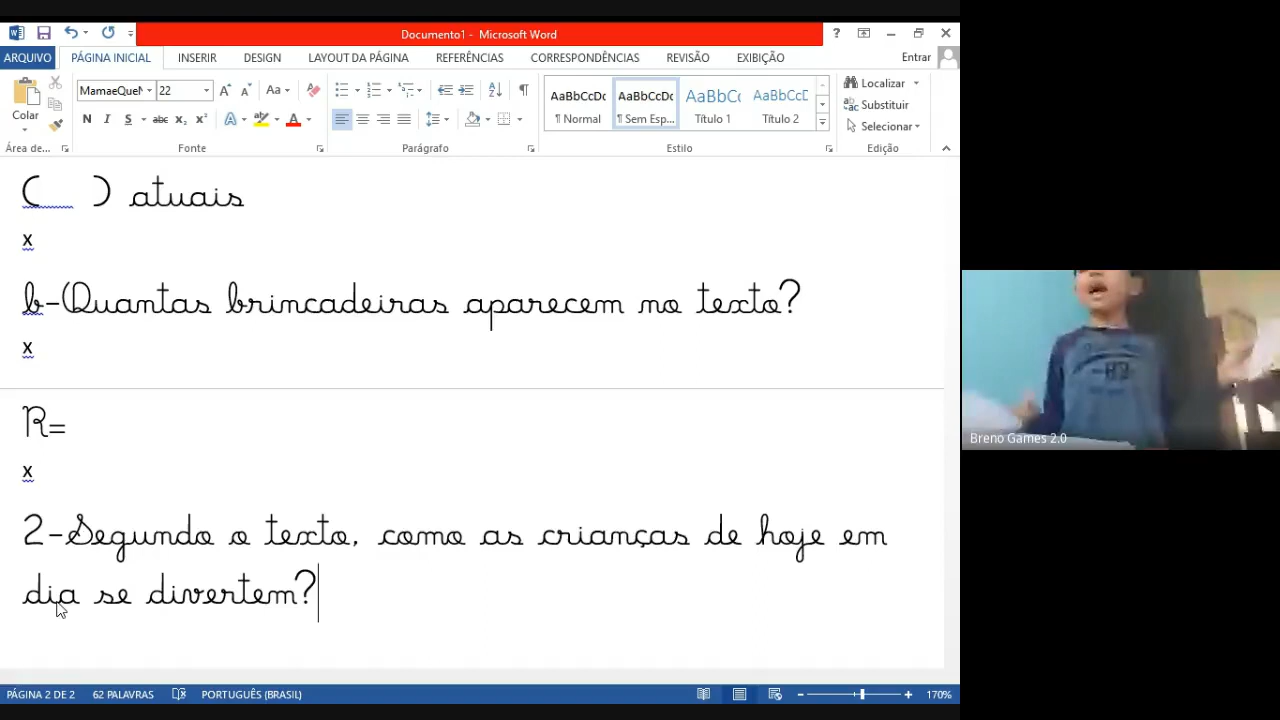 Documento1 - Microsoft Word
?
ARQUIVO PÁGINA INICIAL INSERIR DESIGN LAYOUT DA PÁGINA REFERÊNCIAS CORRESPONDÊNCIAS REVISÃO EXIBIÇÃO Entrar
Colar
MamaeQueN 22
AaBbCcDc AaBbCcDc AaBbCc AaBbCcD
¶ Normal ¶ Sem Esp... Título 1 Título 2
Localizar
Substituir
Selecionar
Área de... Fonte Parágrafo Estilo Edição
( ) atuais
x
b-Quantas brincadeiras aparecem no texto?
x
R=
x
2-Segundo o texto, como as crianças de hoje em
dia se divertem?
Breno Games 2.0
PÁGINA 2 DE 2 62 PALAVRAS PORTUGUÊS (BRASIL) 170%